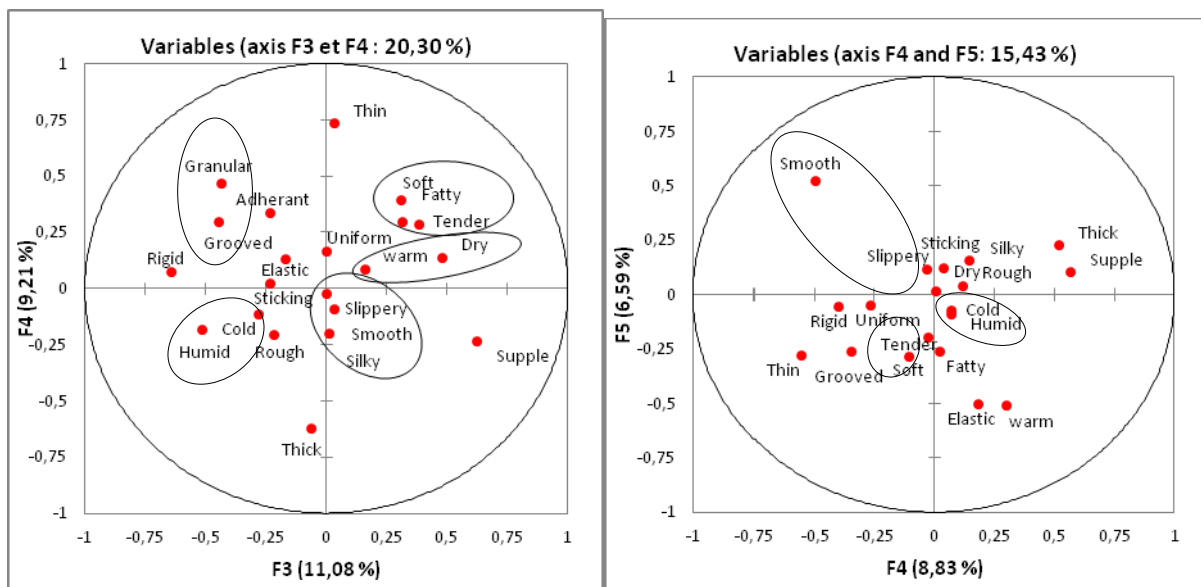 Variables (axis F3 et F4 : 20,30 %)
1
0,75
0,5
0,25
0
-0,25
-0,5
-0,75
-1
F4 (9,21 %)
Thin
Granular
Adherant
Grooved
Soft
Fatty
Tender
Uniform
Dry
warm
Rigid
Elastic
Sticking
Slippery
Cold
Smooth
Humid
Rough
Silky
Supple
Thick
-1 0,75 0,5 0,25 0 0,25 0,5 0,75 1
F3 (11,08 %)
Variables (axis F4 and F5: 15,43 %)
1
0,75
0,5
0,25
0
-0,25
-0,5
-0,75
-1
F5 (6,59 %)
Smooth
Sticking
Silky
Thick
Slippery
Dry Rough
Supple
Cold
Rigid Uniform
Humid
Tender
Thin Grooved Soft Fatty
Elastic warm
-1 -0,75 -0,5 -0,25 0 0,25 0,5 0,75 1
F4 (8,83 %)